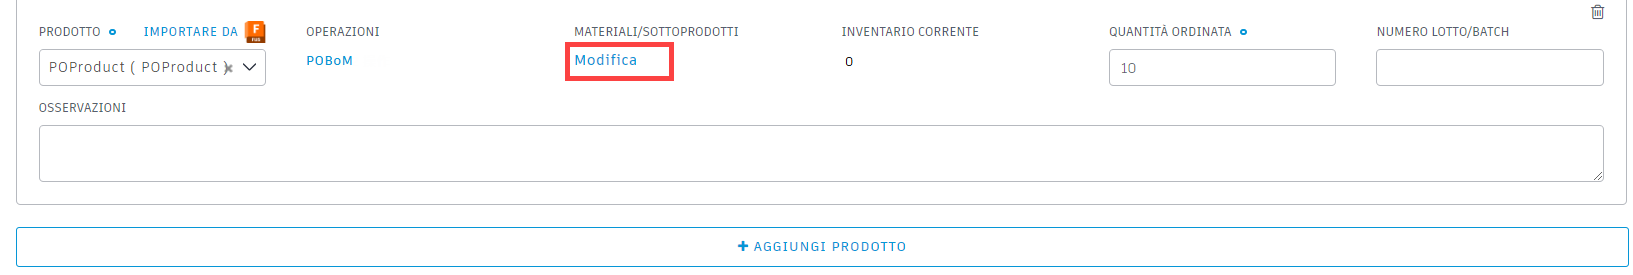 PRODOTTO IMPORTARE DA F FUS OPERAZIONI MATERIALI/SOTTOPRODOTTI INVENTARIO CORRENTE QUANTITÀ ORDINATA NUMERO LOTTO/BATCH
POProduct ( POProduct ) POBoM Modifica 0 10
OSSERVAZIONI
+ AGGIUNGI PRODOTTO